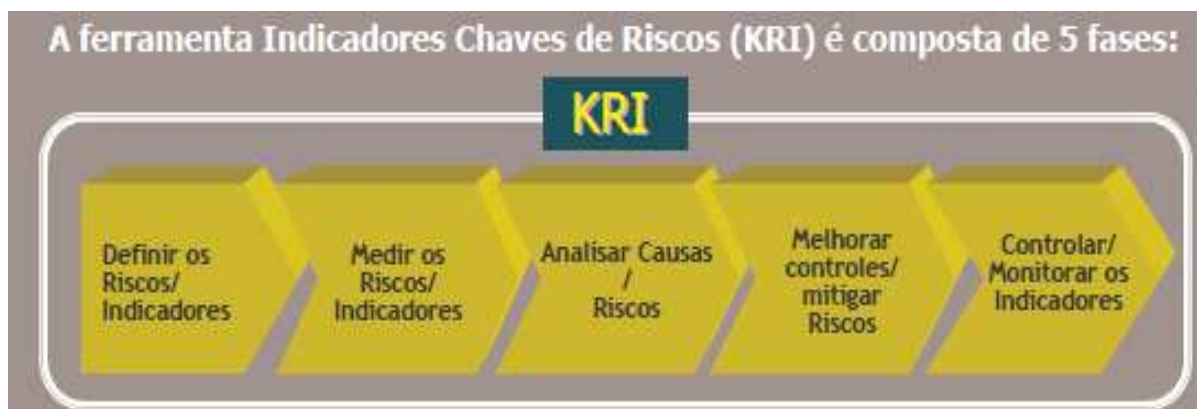 A ferramenta Indicadores Chaves de Riscos (KRI) é composta de 5 fases:
KRI
Definir os
Riscos/
Indicadores
Medir os
Riscos/
Indicadores
Analisar Causas
/
Riscos
Melhorar
controles/
mitigar
Riscos
Controlar/
Monitorar os
Indicadores